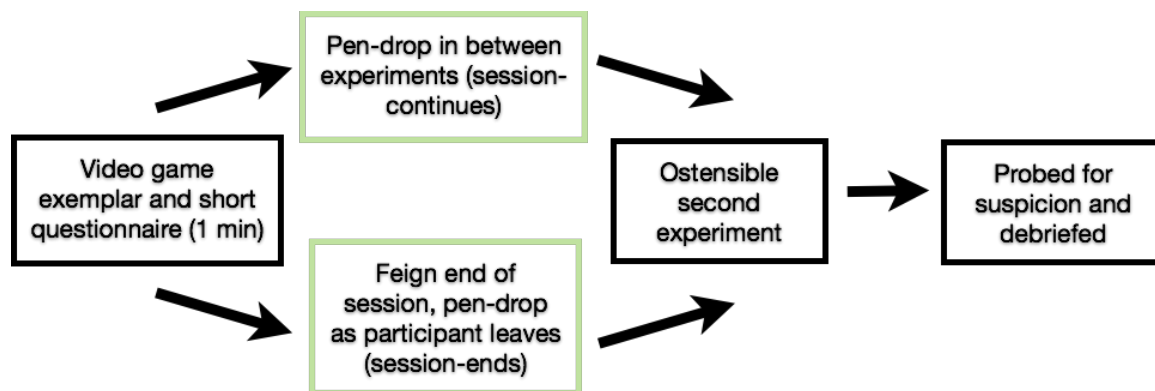 Video game
exemplar and short
questionnaire (1 min)
Pen-drop in between
experiments (session-
continues)
Feign end of
session, pen-drop
as participant leaves
(session-ends)
Ostensible
second
experiment
Probed for
suspicion and
debriefed